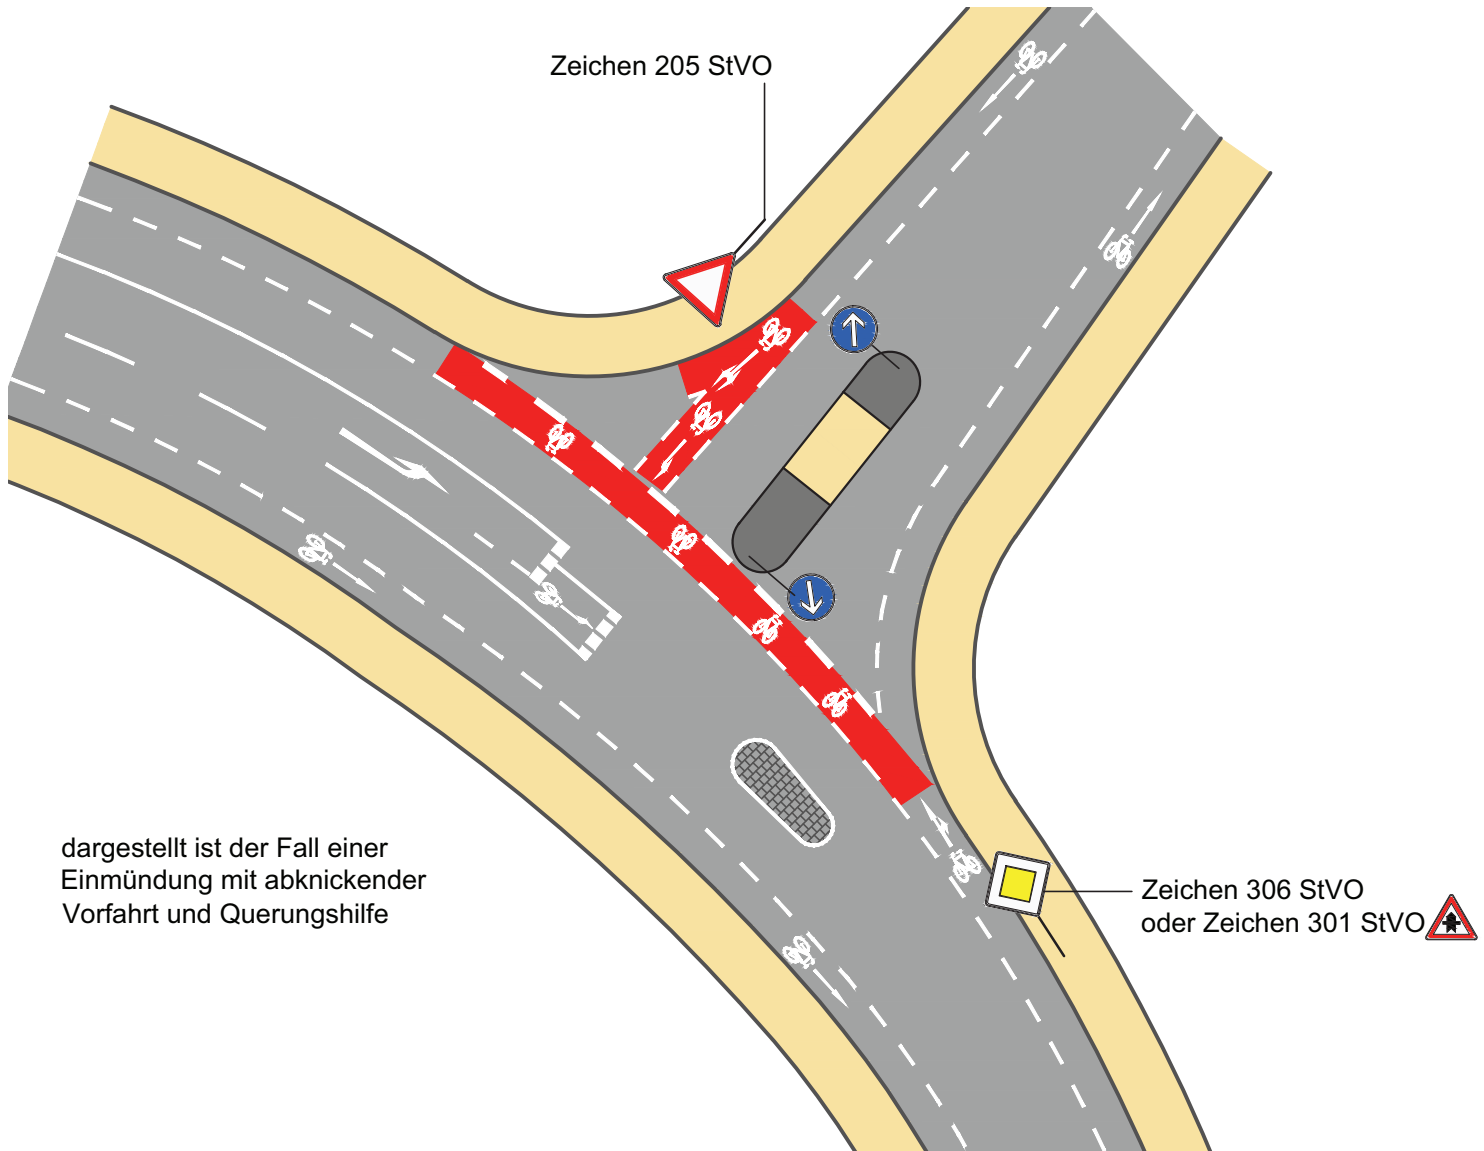 Zeichen 205 StVO
dargestellt ist der Fall einer
Einmündung mit abknickender
Vorfahrt und Querungshilfe
Zeichen 306 StVO
oder Zeichen 301 StVO